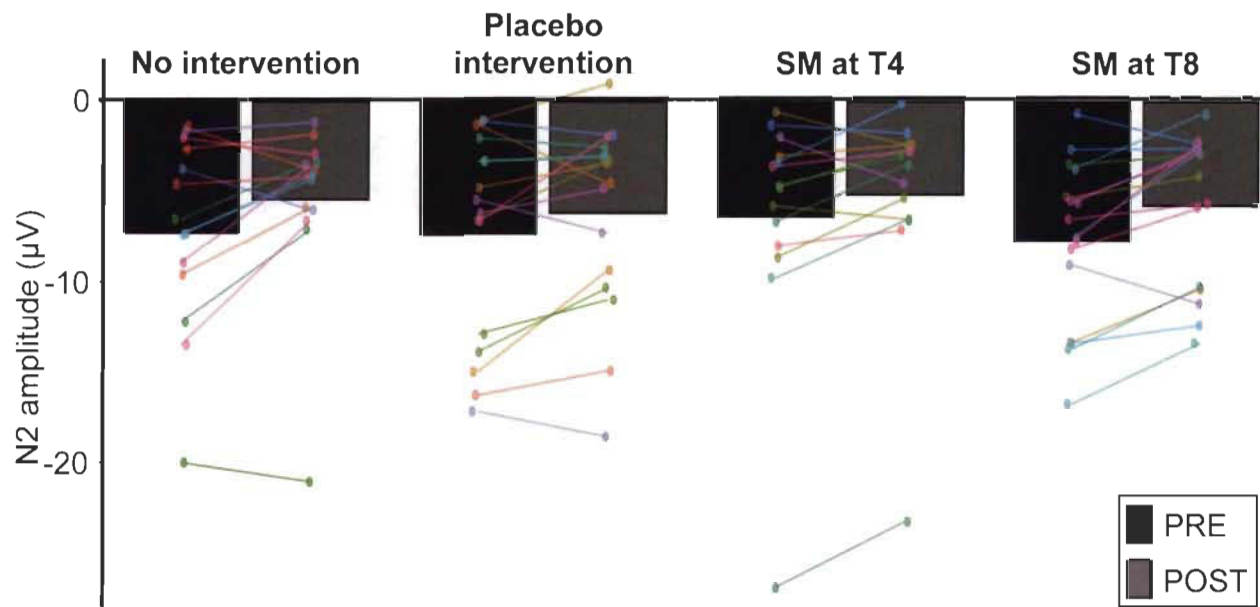 Placebo
No intervention
intervention
SM at T4
SM at T8
0
-10
-20
N2 amplitude (µV)
PRE
POST